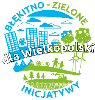 BŁĘKITNO - ZIELONE
dla wielkopolski
INICJATYWY